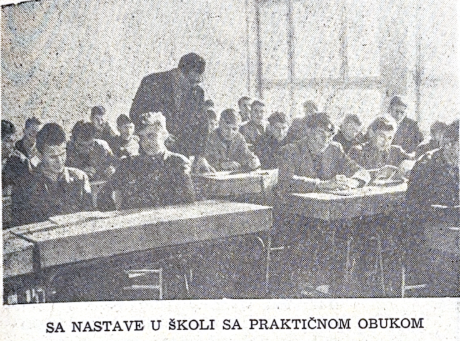 SA NASTAVE U ŠKOLI SA PRAKTIČNOM OBUKOM